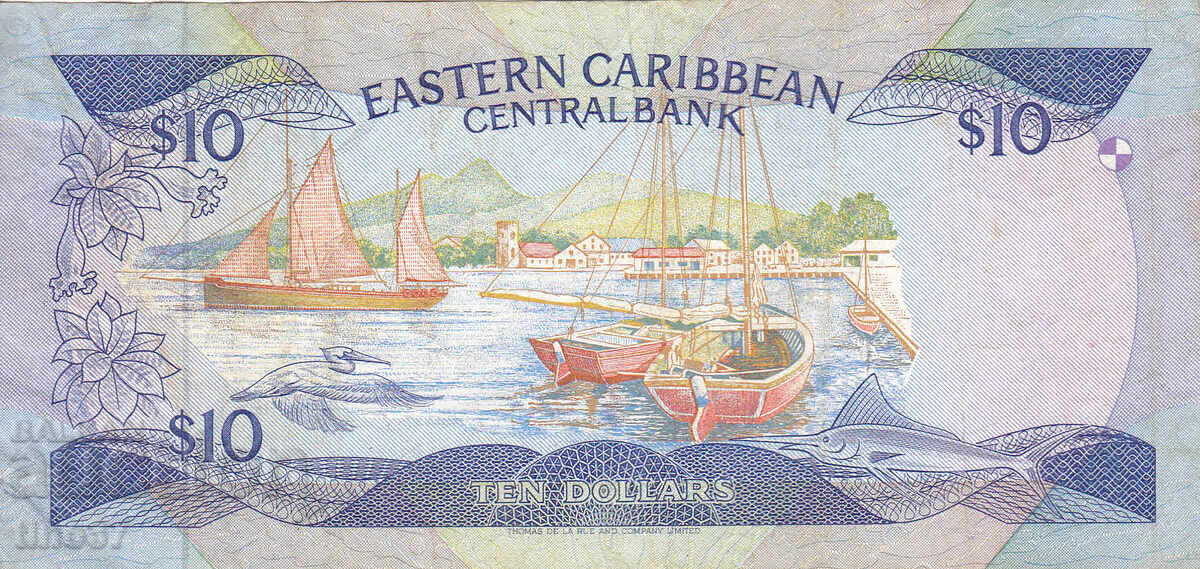 EASTERN CARIBBEAN
CENTRAL BANK
$10
$10
$10
TEN DOLLARS
THOMAS DE LA RUE AND COMPANY LIMITED